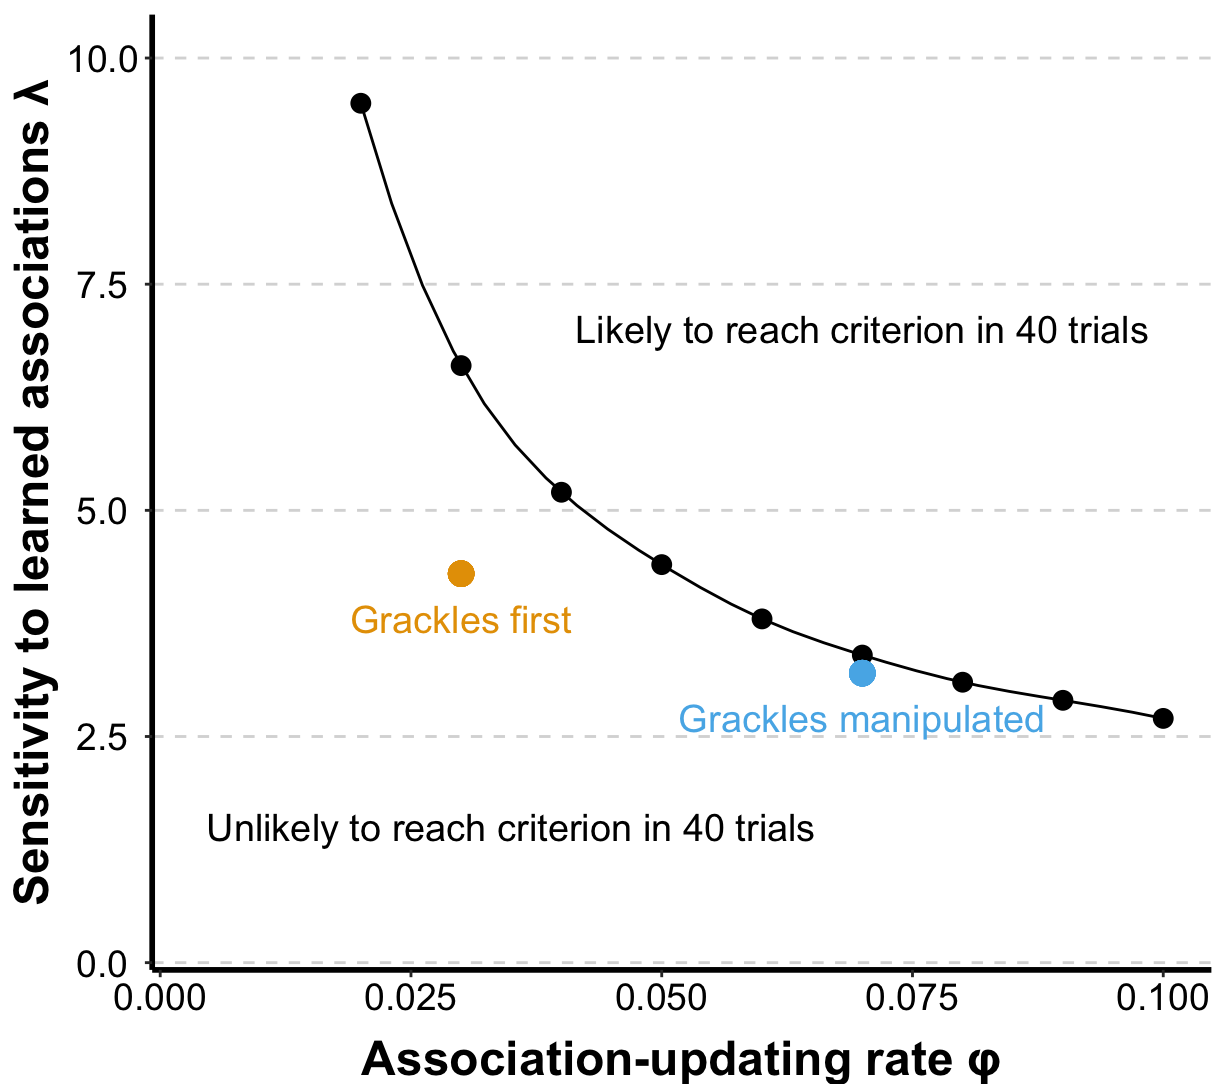 10.0
7.5
5.0
2.5
0.0
Sensitivity to learned associations λ
Likely to reach criterion in 40 trials
Grackles first
Grackles manipulated
Unlikely to reach criterion in 40 trials
0.000 0.025 0.050 0.075 0.100
Association-updating rate φ